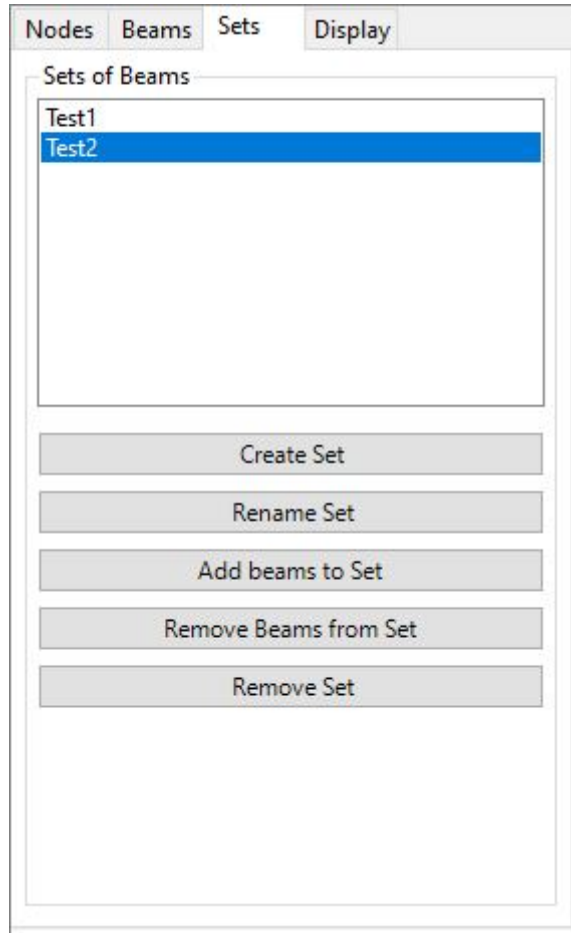 Nodes Beams Sets Display
Sets of Beams
Test1
Test2
Create Set
Rename Set
Add beams to Set
Remove Beams from Set
Remove Set